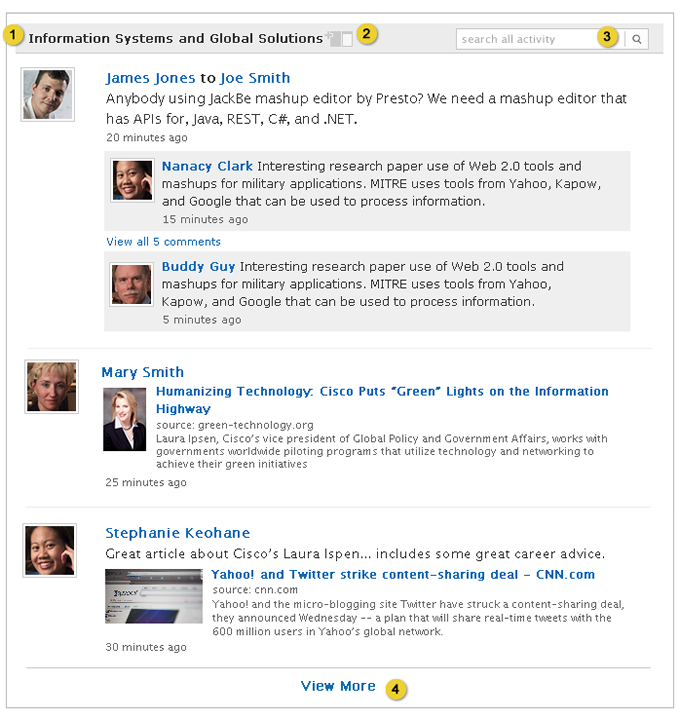 1 Information Systems and Global Solutions 2 search all activity 3
James Jones to Joe Smith
Anybody using JackBe mashup editor by Presto? We need a mashup editor that
has APIs for, Java, REST, C#, and .NET.
20 minutes ago
Nanacy Clark Interesting research paper use of Web 2.0 tools and
mashups for military applications. MITRE uses tools from Yahoo, Kapow,
and Google that can be used to process information.
15 minutes ago
View all 5 comments
Buddy Guy Interesting research paper use of Web 2.0 tools and
mashups for military applications. MITRE uses tools from Yahoo,
Kapow, and Google that can be used to process information.
5 minutes ago
Mary Smith
Humanizing Technology: Cisco Puts “Green” Lights on the Information
Highway
source: green-technology.org
Laura Ipsen, Cisco’s vice president of Global Policy and Government Affairs, works with
governments worldwide piloting programs that utilize technology and networking to
achieve their green initiatives
25 minutes ago
Stephanie Keohane
Great article about Cisco’s Laura Ispen... includes some great career advice.
Yahoo! and Twitter strike content-sharing deal - CNN.com
source: cnn.com
Yahoo! and the micro-blogging site Twitter have struck a content-sharing deal,
they announced Wednesday -- a plan that will share real-time tweets with the
600 million users in Yahoo’s global network.
30 minutes ago
View More 4